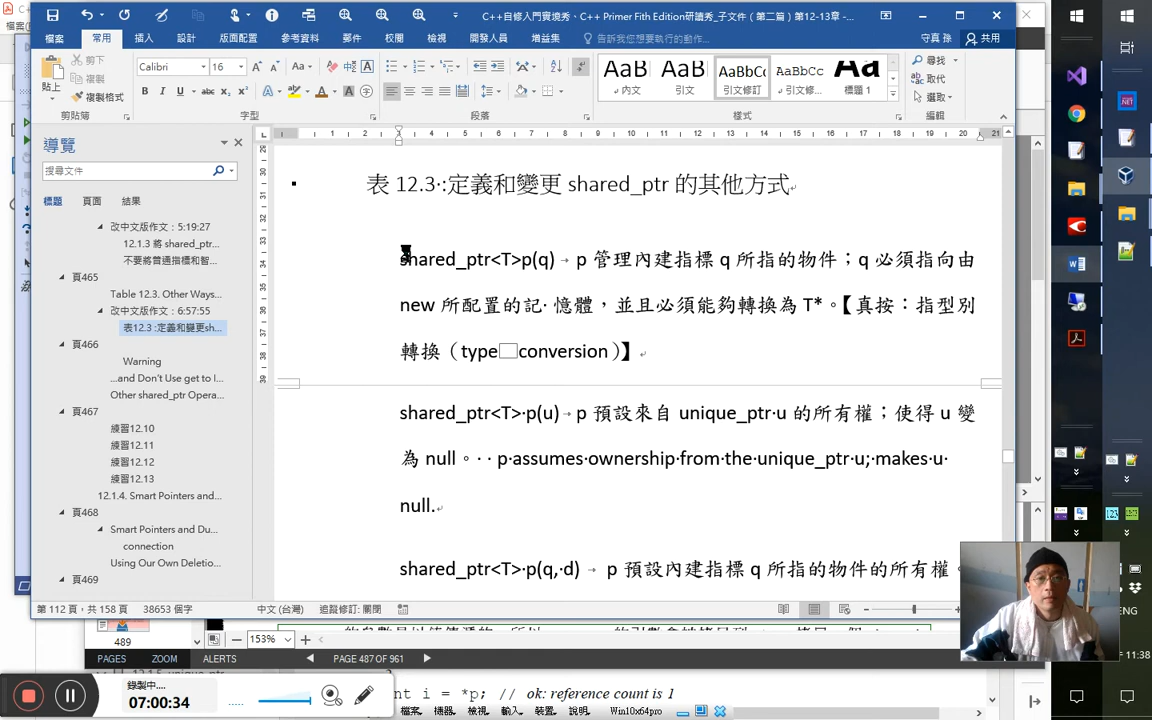 C++自修入門實境秀、C++ Primer Fith Edition研讀秀_子文件（第二篇）第12-13章 -...
檔案 常用 插入 設計 版面配置 參考資料 郵件 校閱 檢視 開發人員 增益集 告訴我您想要執行的動作... 守真 孫 共用
剪下
複製
貼上 複製格式
Calibri 16
剪貼簿 字型 段落 樣式 編輯
AaB AaB AaBbCc AaBbCc AaB
內文 引文 引文修訂 引文修... 標題 1
尋找
取代
選取
導覽
搜尋文件
標題 頁面 結果
改中文版作文：5:19:27
12.1.3 將 shared_ptr...
不要將普通指標和智...
頁465
Table 12.3. Other Ways...
改中文版作文：6:57:55
表12.3 :定義和變更sh...
頁466
Warning
...and Don't Use get to I...
Other shared_ptr Opera...
頁467
練習12.10
練習12.11
練習12.12
練習12.13
12.1.4. Smart Pointers and...
頁468
Smart Pointers and Du...
connection
Using Our Own Deletio...
頁469
表 12.3·:定義和變更 shared_ptr 的其他方式
shared_ptr<T>p(q) → p 管理內建指標 q 所指的物件；q 必須指向由
new 所配置的記· 憶體，並且必須能夠轉換為 T*。【真按：指型別
轉換（type conversion）】
shared_ptr<T>·p(u) → p 預設來自 unique_ptr·u 的所有權；使得 u 變
為 null。·· p·assumes·ownership·from·the·unique_ptr·u;·makes·u·
null.
shared_ptr<T>·p(q,·d) → p 預設內建指標 q 所指的物件的所有權。
第 112 頁，共 158 頁 38653 個字 中文 (台灣) 追蹤修訂: 關閉
489
153%
PAGES ZOOM ALERTS PAGE 487 OF 961
錄製中....
07:00:34
int i = *p; // ok: reference count is 1
檔案, 機器, 檢視, 輸入, 裝置, 說明, Win10x64pro
ENG
11:38